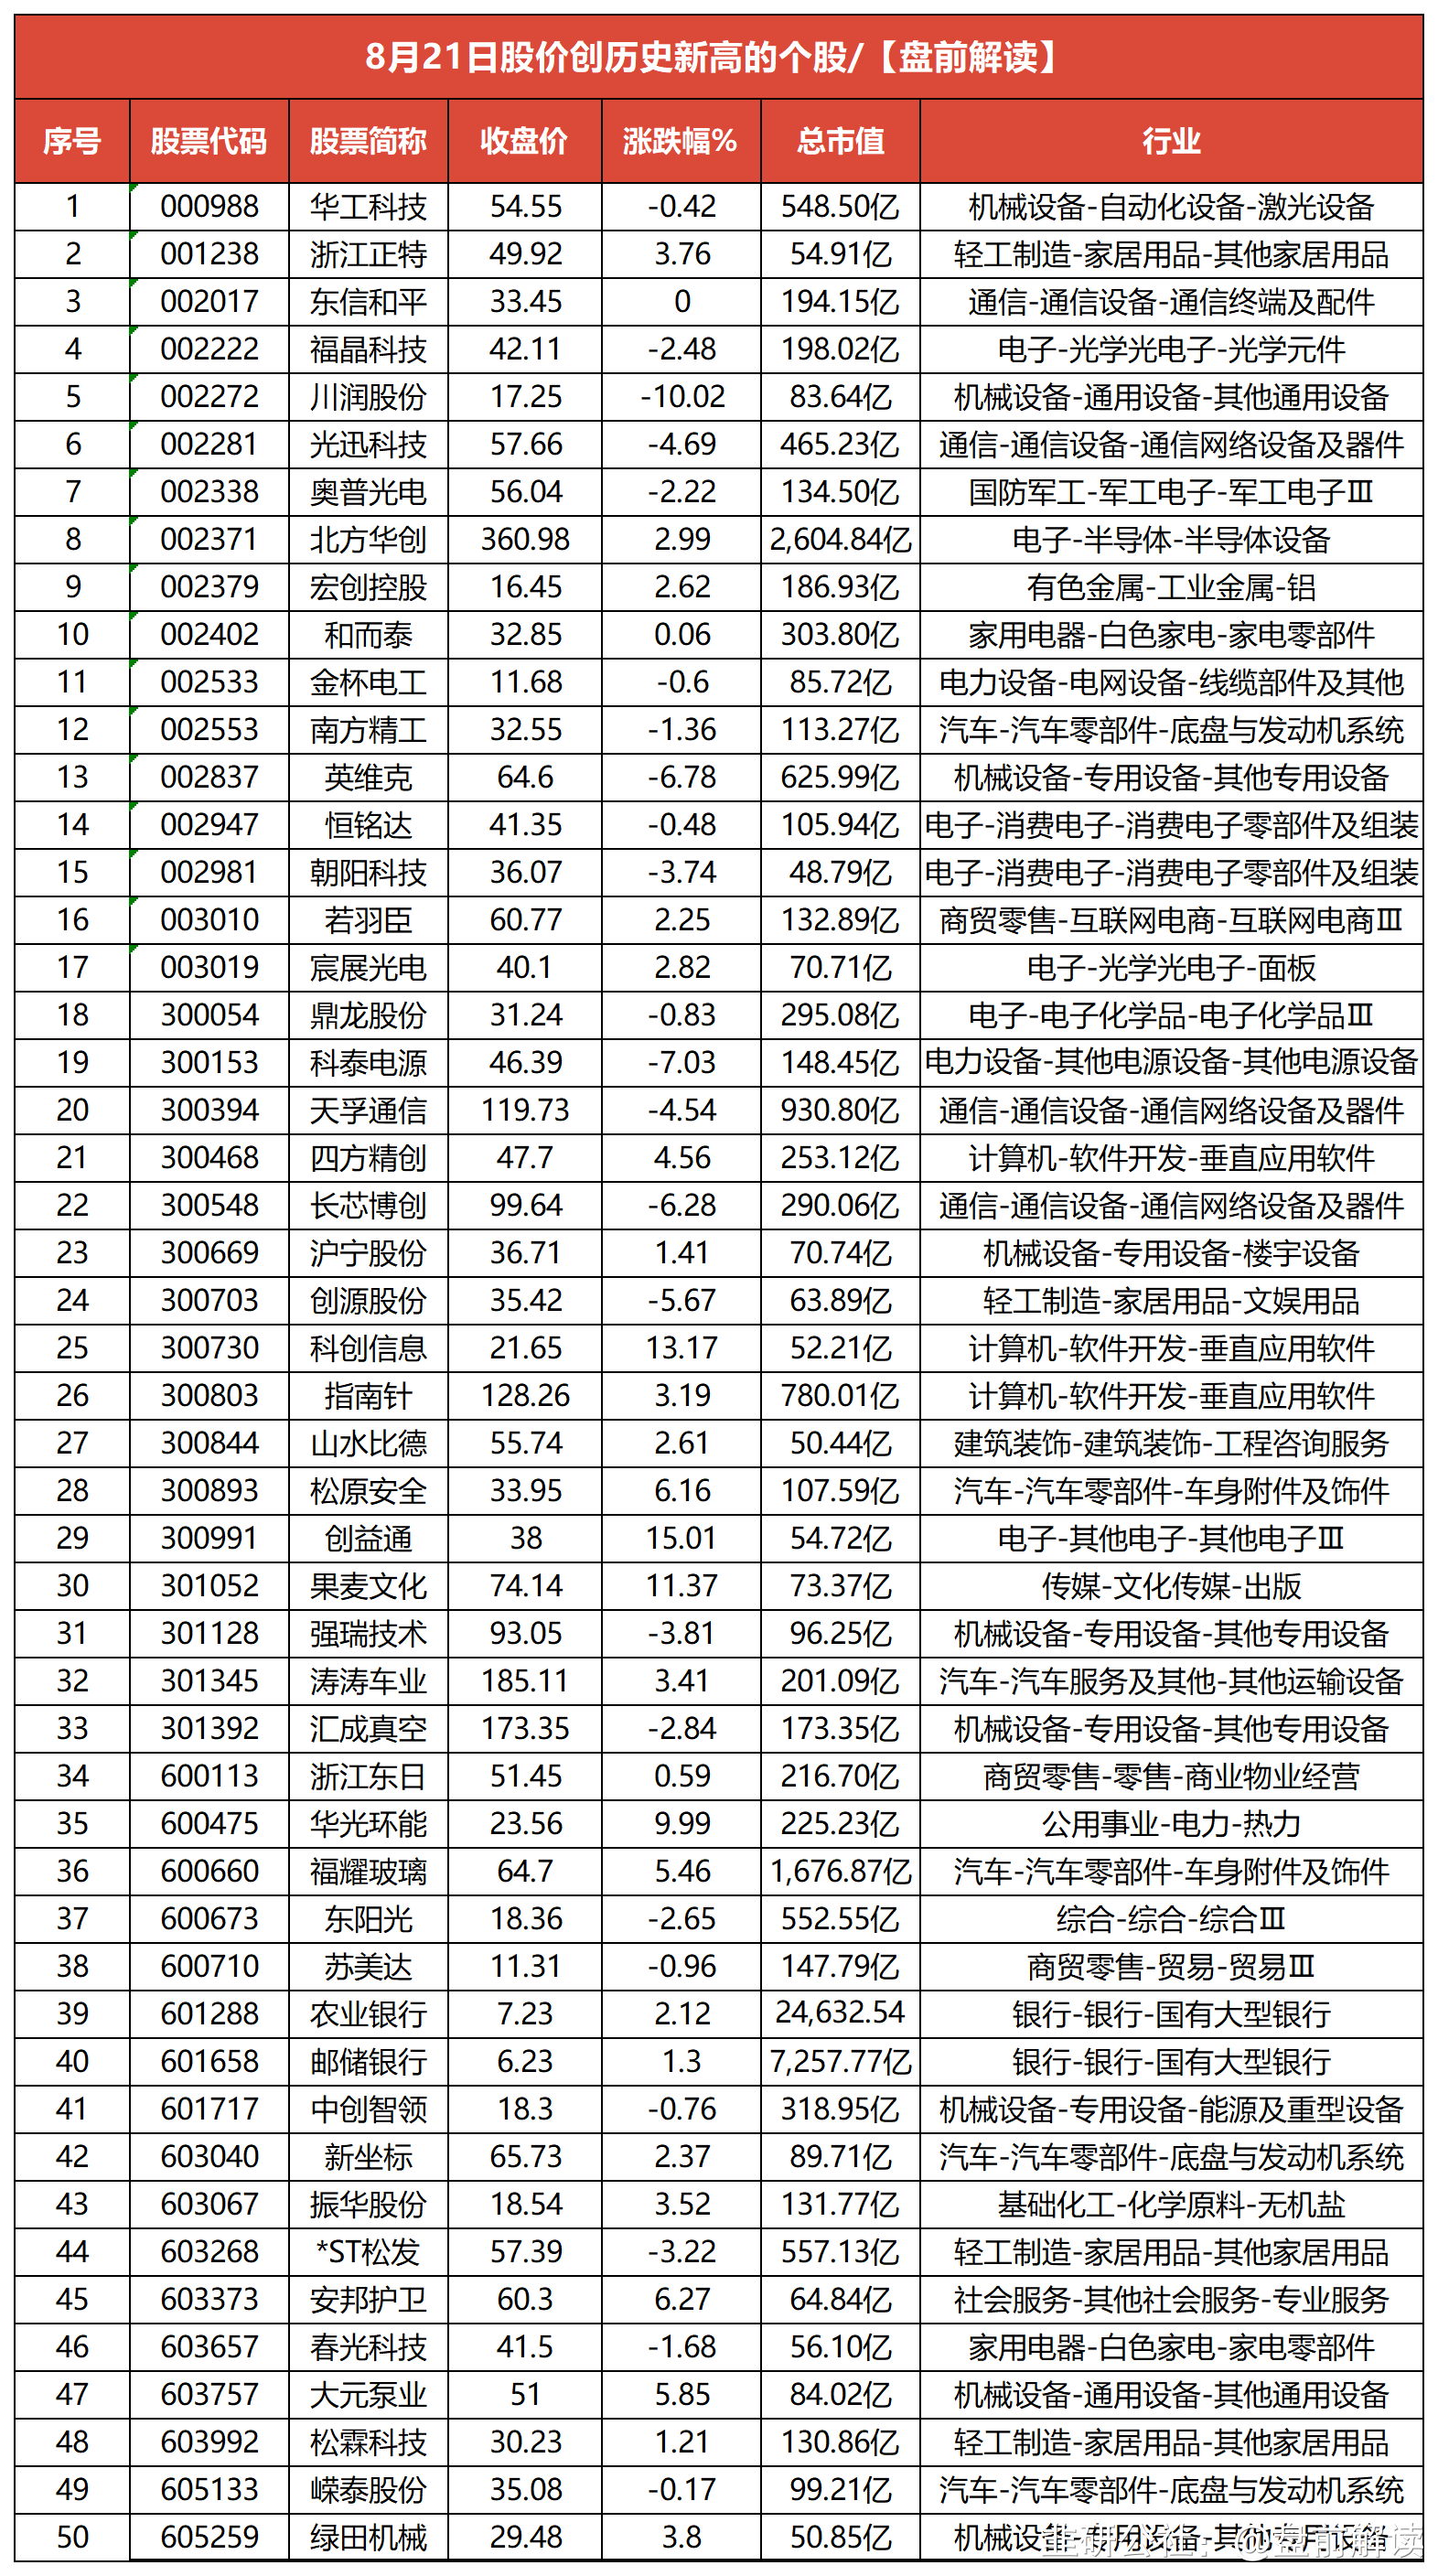 8月21日股价创历史新高的个股/【盘前解读】
序号 股票代码 股票简称 收盘价 涨跌幅% 总市值 行业
1 000988 华工科技 54.55 -0.42 548.50亿 机械设备-自动化设备-激光设备
2 001238 浙江正特 49.92 3.76 54.91亿 轻工制造-家居用品-其他家居用品
3 002017 东信和平 33.45 0 194.15亿 通信-通信设备-通信终端及配件
4 002222 福晶科技 42.11 -2.48 198.02亿 电子-光学光电子-光学元件
5 002272 川润股份 17.25 -10.02 83.64亿 机械设备-通用设备-其他通用设备
6 002281 光迅科技 57.66 -4.69 465.23亿 通信-通信设备-通信网络设备及器件
7 002338 奥普光电 56.04 -2.22 134.50亿 国防军工-军工电子-军工电子Ⅲ
8 002371 北方华创 360.98 2.99 2,604.84亿 电子-半导体-半导体设备
9 002379 宏创控股 16.45 2.62 186.93亿 有色金属-工业金属-铝
10 002402 和而泰 32.85 0.06 303.80亿 家用电器-白色家电-家电零部件
11 002533 金杯电工 11.68 -0.6 85.72亿 电力设备-电网设备-线缆部件及其他
12 002553 南方精工 32.55 -1.36 113.27亿 汽车-汽车零部件-底盘与发动机系统
13 002837 英维克 64.6 -6.78 625.99亿 机械设备-专用设备-其他专用设备
14 002947 恒铭达 41.35 -0.48 105.94亿 电子-消费电子-消费电子零部件及组装
15 002981 朝阳科技 36.07 -3.74 48.79亿 电子-消费电子-消费电子零部件及组装
16 003010 若羽臣 60.77 2.25 132.89亿 商贸零售-互联网电商-互联网电商Ⅲ
17 003019 宸展光电 40.1 2.82 70.71亿 电子-光学光电子-面板
18 300054 鼎龙股份 31.24 -0.83 295.08亿 电子-电子化学品-电子化学品Ⅲ
19 300153 科泰电源 46.39 -7.03 148.45亿 电力设备-其他电源设备-其他电源设备
20 300394 天孚通信 119.73 -4.54 930.80亿 通信-通信设备-通信网络设备及器件
21 300468 四方精创 47.7 4.56 253.12亿 计算机-软件开发-垂直应用软件
22 300548 长芯博创 99.64 -6.28 290.06亿 通信-通信设备-通信网络设备及器件
23 300669 沪宁股份 36.71 1.41 70.74亿 机械设备-专用设备-楼宇设备
24 300703 创源股份 35.42 -5.67 63.89亿 轻工制造-家居用品-文娱用品
25 300730 科创信息 21.65 13.17 52.21亿 计算机-软件开发-垂直应用软件
26 300803 指南针 128.26 3.19 780.01亿 计算机-软件开发-垂直应用软件
27 300844 山水比德 55.74 2.61 50.44亿 建筑装饰-建筑装饰-工程咨询服务
28 300893 松原安全 33.95 6.16 107.59亿 汽车-汽车零部件-车身附件及饰件
29 300991 创益通 38 15.01 54.72亿 电子-其他电子-其他电子Ⅲ
30 301052 果麦文化 74.14 11.37 73.37亿 传媒-文化传媒-出版
31 301128 强瑞技术 93.05 -3.81 96.25亿 机械设备-专用设备-其他专用设备
32 301345 涛涛车业 185.11 3.41 201.09亿 汽车-汽车服务及其他-其他运输设备
33 301392 汇成真空 173.35 -2.84 173.35亿 机械设备-专用设备-其他专用设备
34 600113 浙江东日 51.45 0.59 216.70亿 商贸零售-零售-商业物业经营
35 600475 华光环能 23.56 9.99 225.23亿 公用事业-电力-热力
36 600660 福耀玻璃 64.7 5.46 1,676.87亿 汽车-汽车零部件-车身附件及饰件
37 600673 东阳光 18.36 -2.65 552.55亿 综合-综合-综合Ⅲ
38 600710 苏美达 11.31 -0.96 147.79亿 商贸零售-贸易-贸易Ⅲ
39 601288 农业银行 7.23 2.12 24,632.54 银行-银行-国有大型银行
40 601658 邮储银行 6.23 1.3 7,257.77亿 银行-银行-国有大型银行
41 601717 中创智领 18.3 -0.76 318.95亿 机械设备-专用设备-能源及重型设备
42 603040 新坐标 65.73 2.37 89.71亿 汽车-汽车零部件-底盘与发动机系统
43 603067 振华股份 18.54 3.52 131.77亿 基础化工-化学原料-无机盐
44 603268 *ST松发 57.39 -3.22 557.13亿 轻工制造-家居用品-其他家居用品
45 603373 安邦护卫 60.3 6.27 64.84亿 社会服务-其他社会服务-专业服务
46 603657 春光科技 41.5 -1.68 56.10亿 家用电器-白色家电-家电零部件
47 603757 大元泵业 51 5.85 84.02亿 机械设备-通用设备-其他通用设备
48 603992 松霖科技 30.23 1.21 130.86亿 轻工制造-家居用品-其他家居用品
49 605133 嵘泰股份 35.08 -0.17 99.21亿 汽车-汽车零部件-底盘与发动机系统
50 605259 绿田机械 29.48 3.8 50.85亿 机械设备-专用设备-其他专用设备
韭研公社：@盘前解读